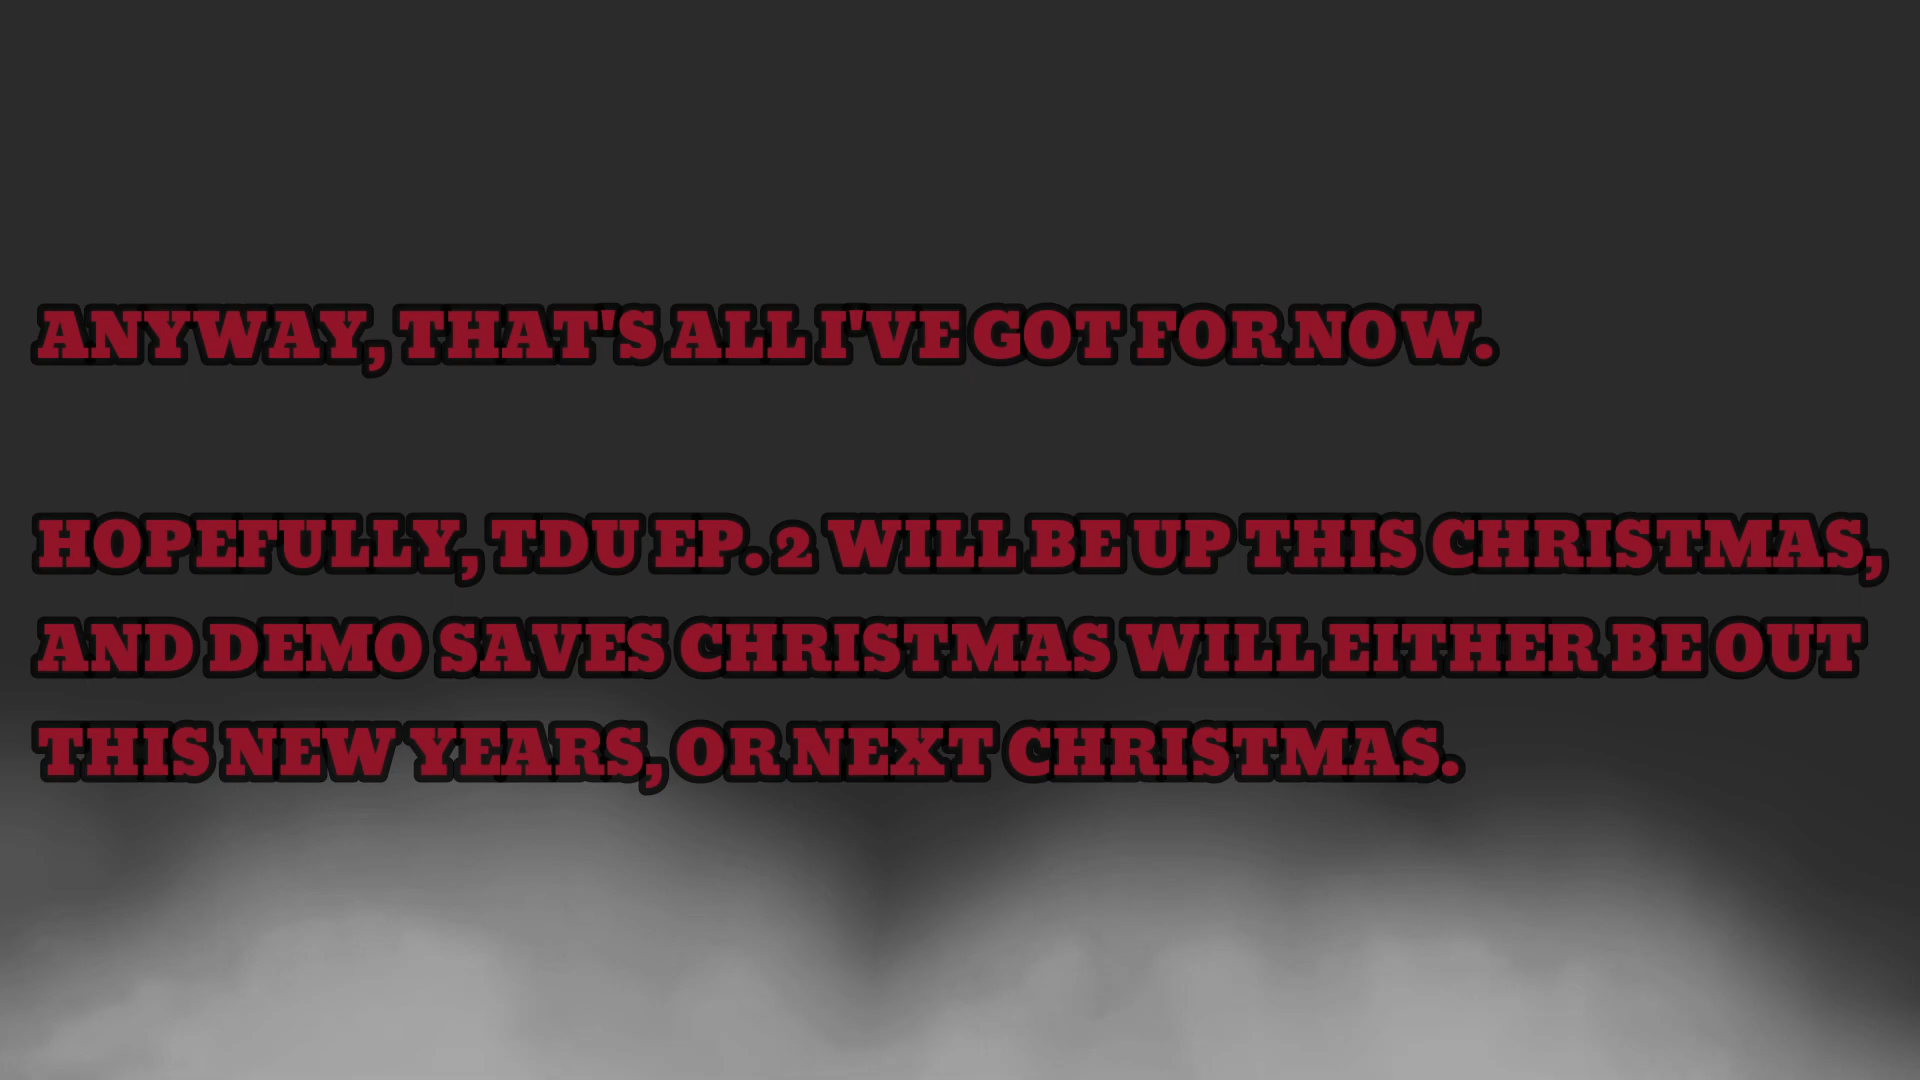 ANYWAY, THAT'S ALL I'VE GOT FOR NOW.
HOPEFULLY, TDU EP. 2 WILL BE UP THIS CHRISTMAS,
AND DEMO SAVES CHRISTMAS WILL EITHER BE OUT
THIS NEW YEARS, OR NEXT CHRISTMAS.